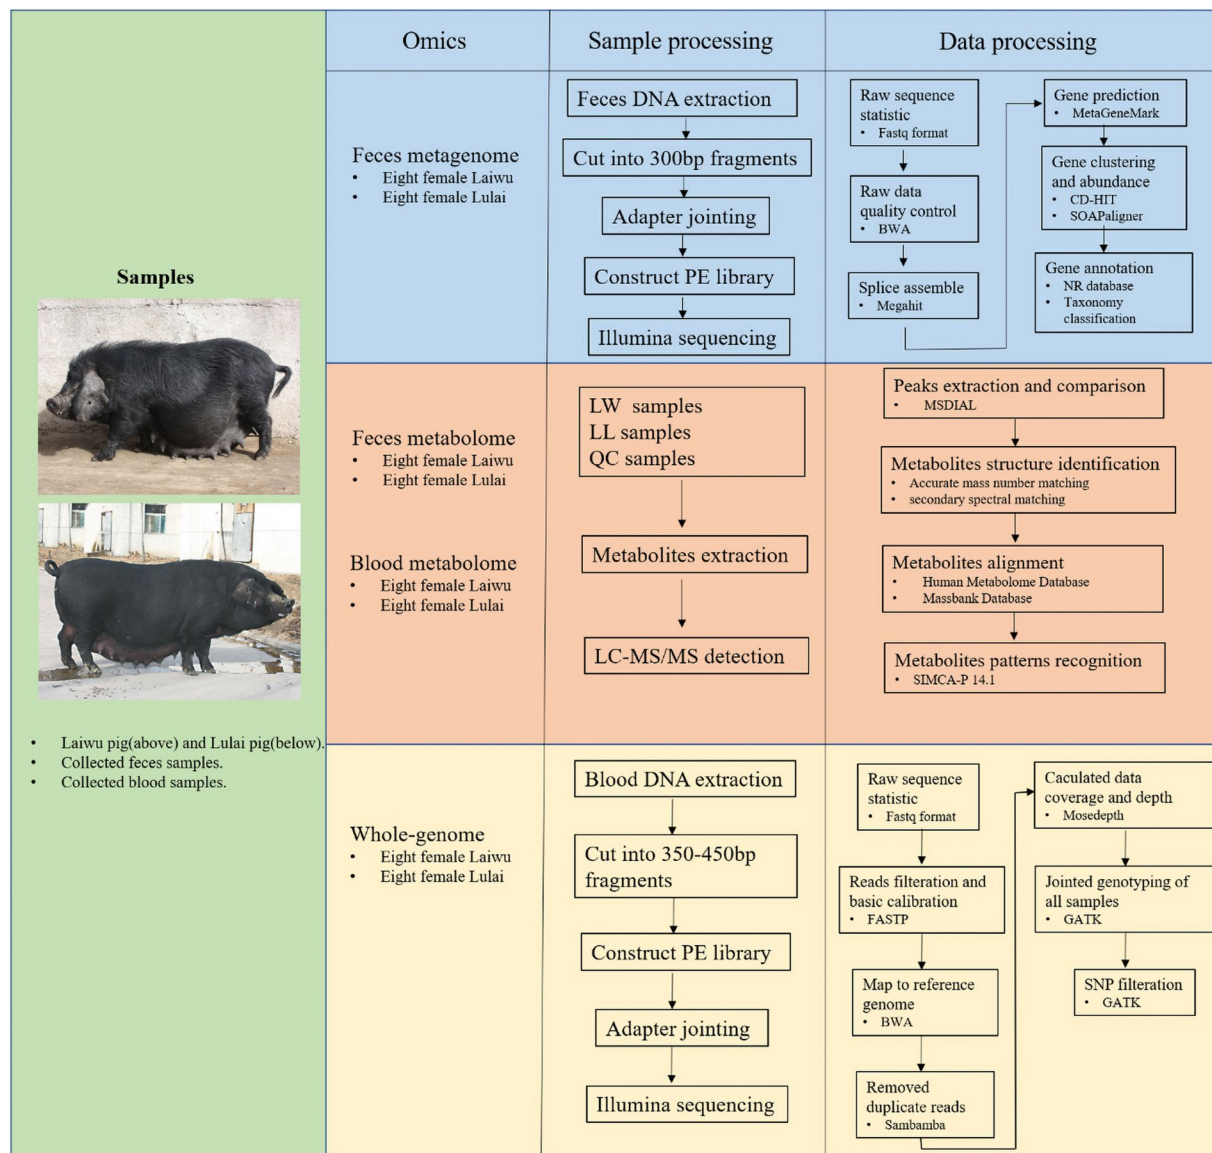 Samples
• Laiwu pig(above) and Lulai pig(below).
• Collected feces samples.
• Collected blood samples.
Omics
Sample processing
Data processing
Feces metagenome
• Eight female Laiwu
• Eight female Lulai
Feces DNA extraction
Cut into 300bp fragments
Adapter jointing
Construct PE library
Illumina sequencing
Raw sequence
statistic
• Fastq format
Raw data
quality control
• BWA
Splice assemble
• Megahit
Gene prediction
• MetaGeneMark
Gene clustering
and abundance
• CD-HIT
• SOAPaligner
Gene annotation
• NR database
• Taxonomy
classification
Feces metabolome
• Eight female Laiwu
• Eight female Lulai
Blood metabolome
• Eight female Laiwu
• Eight female Lulai
LW samples
LL samples
QC samples
Metabolites extraction
LC-MS/MS detection
Peaks extraction and comparison
• MSDIAL
Metabolites structure identification
• Accurate mass number matching
• secondary spectral matching
Metabolites alignment
• Human Metabolome Database
• Massbank Database
Metabolites patterns recognition
• SIMCA-P 14.1
Whole-genome
• Eight female Laiwu
• Eight female Lulai
Blood DNA extraction
Cut into 350-450bp
fragments
Construct PE library
Adapter jointing
Illumina sequencing
Raw sequence
statistic
• Fastq format
Reads filteration and
basic calibration
• FASTP
Map to reference
genome
• BWA
Removed
duplicate reads
• Sambamba
Caculated data
coverage and depth
• Mosedepth
Jointed genotyping of
all samples
• GATK
SNP filteration
• GATK